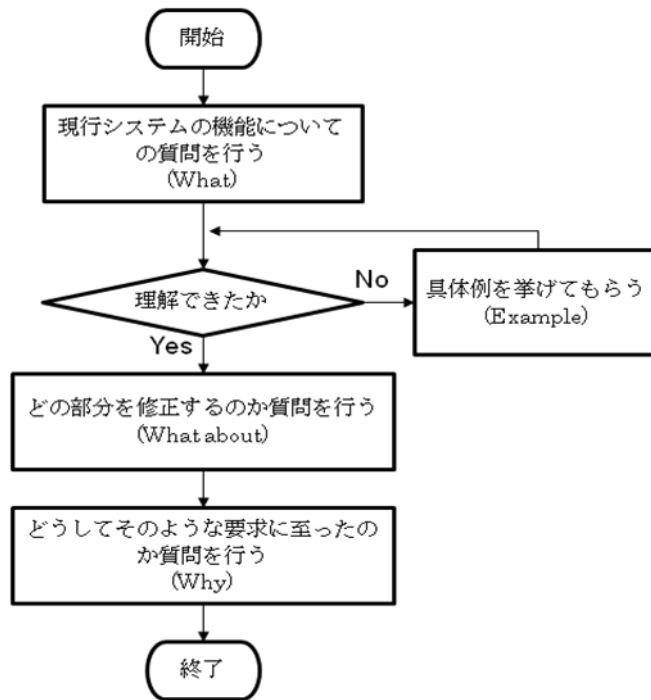 開始
現行システムの機能について
の質問を行う
(What)
理解できたか
No
具体例を挙げてもらう
(Example)
Yes
どの部分を修正するのか質問を行う
(What about)
どうしてそのような要求に至ったの
か質問を行う
(Why)
終了